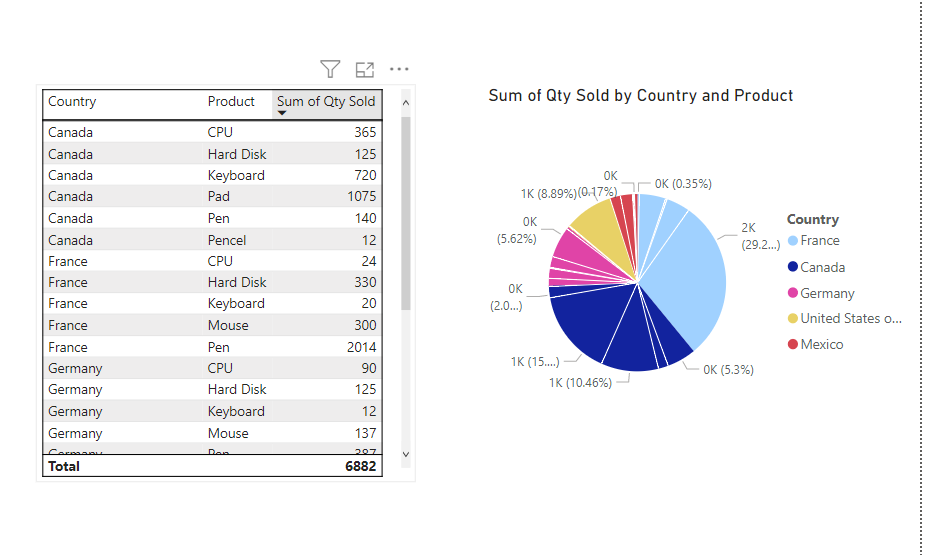 Country Product Sum of Qty Sold
Canada CPU 365
Canada Hard Disk 125
Canada Keyboard 720
Canada Pad 1075
Canada Pen 140
Canada Pencel 12
France CPU 24
France Hard Disk 330
France Keyboard 20
France Mouse 300
France Pen 2014
Germany CPU 90
Germany Hard Disk 125
Germany Keyboard 12
Germany Mouse 137
Germany Pen 387
Total 6882
Sum of Qty Sold by Country and Product
0K
(0.17%)
0K (0.35%)
1K (8.89%)
0K
(5.62%)
2K
(29.2...)
0K
(2.0...)
1K (15....)
1K (10.46%)
0K (5.3%)
Country
France
Canada
Germany
United States o...
Mexico